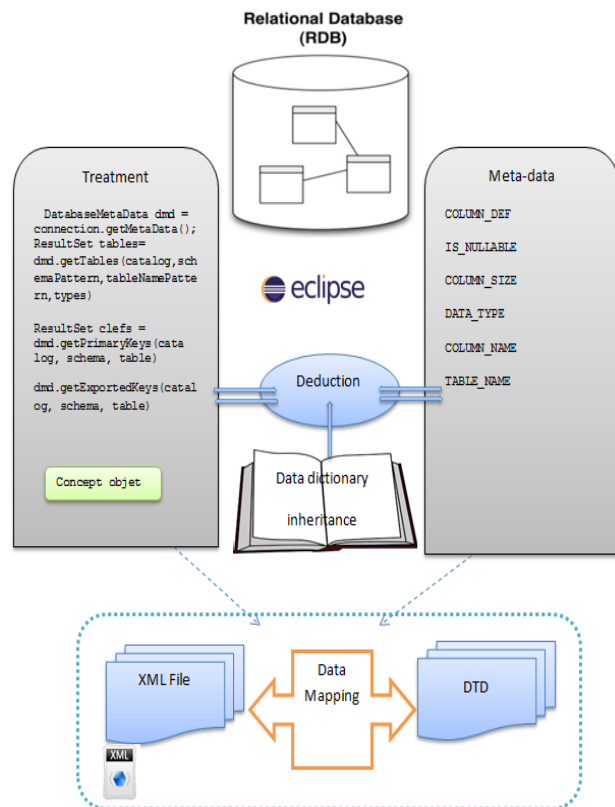 Relational Database
(RDB)
Treatment
DatabaseMetaData dmd =
connection.getMetaData();
ResultSet tables=
dmd.getTables(catalog,sch
emaPattern,tableNamePatte
rn,types)
ResultSet clefs =
dmd.getPrimaryKeys(cata
log, schema, table)
dmd.getExportedKeys(catal
og, schema, table)
Concept objet
eclipse
Deduction
Data dictionary
inheritance
Meta-data
COLUMN_DEF
IS_NULLABLE
COLUMN_SIZE
DATA_TYPE
COLUMN_NAME
TABLE_NAME
XML File
XML
Data
Mapping
DTD